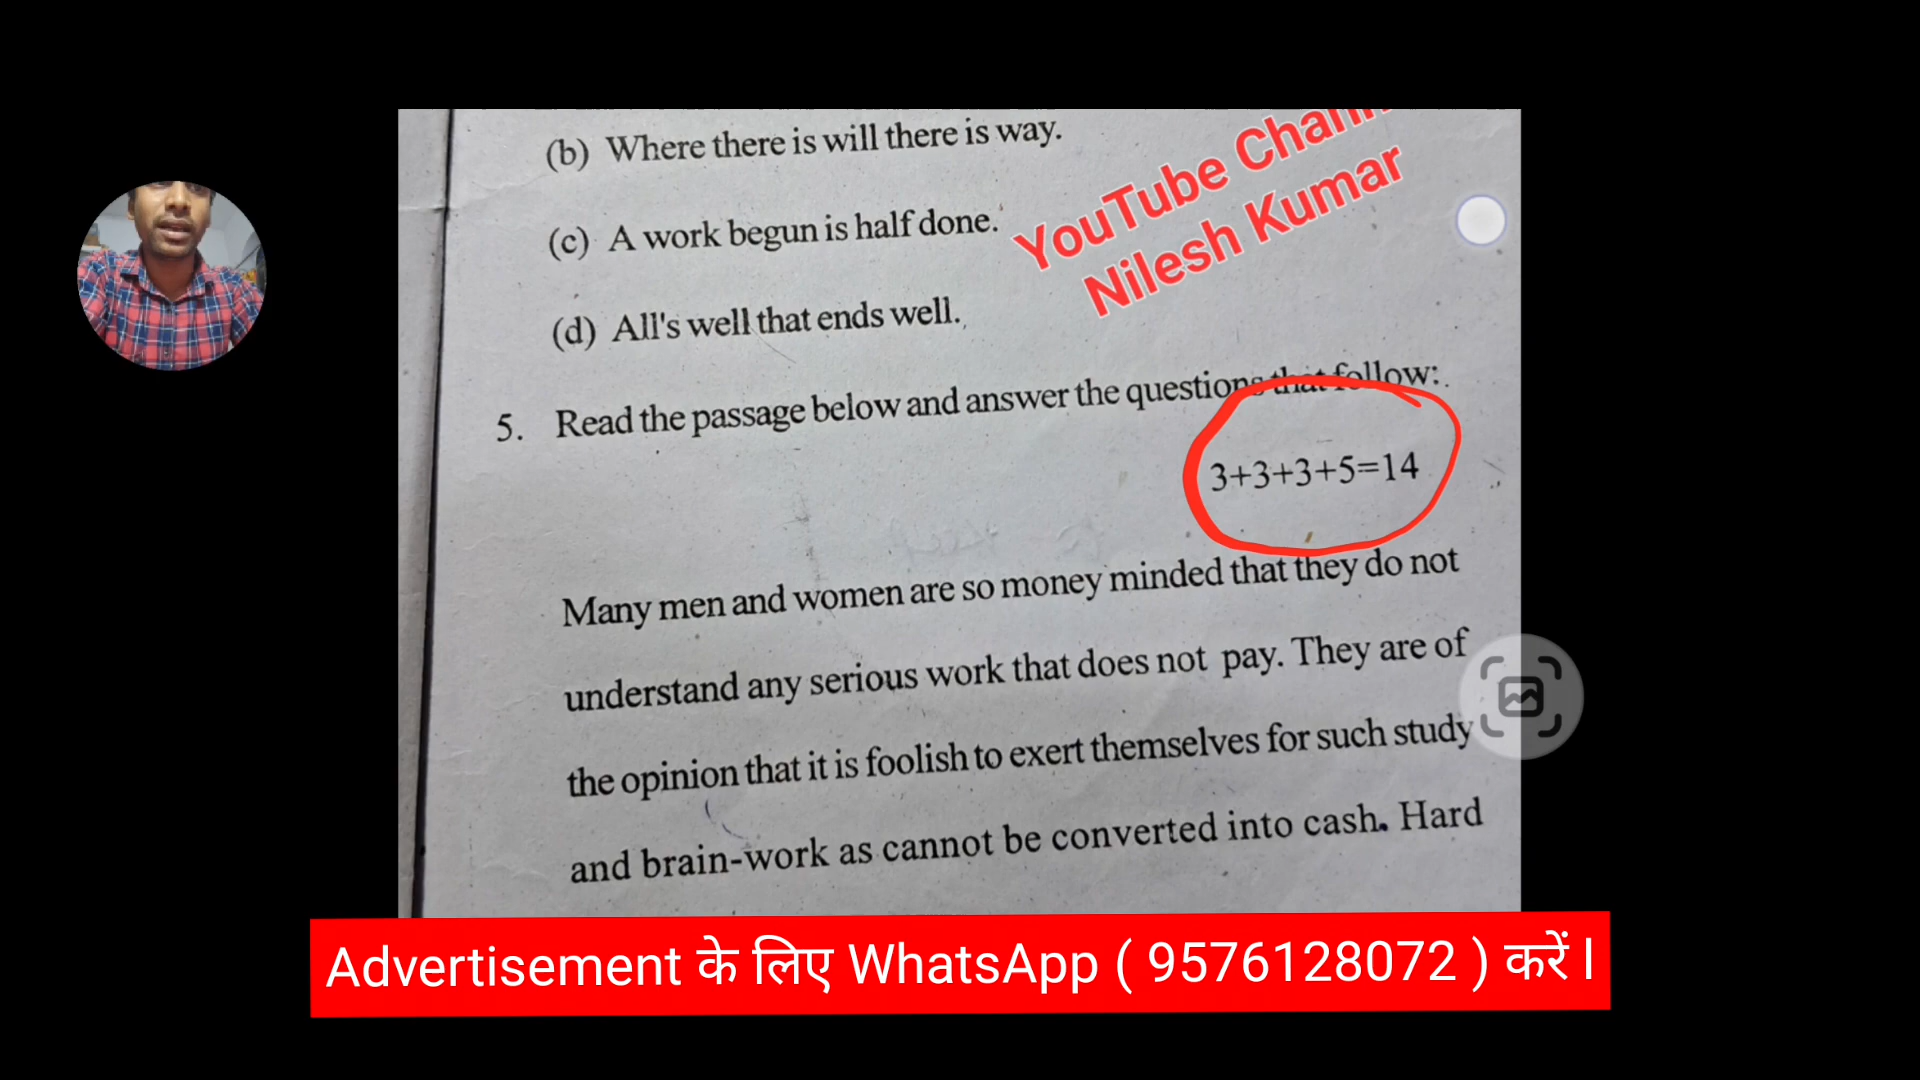 (b) Where there is will there is way.
(c) A work begun is half done.
(d) All's well that ends well.
YouTube
Nilesh Kumar
5. Read the passage below and answer the questions that follow:
3+3+3+5=14
Many men and women are so money minded that they do not
understand any serious work that does not pay. They are of
the opinion that it is foolish to exert themselves for such study
and brain-work as cannot be converted into cash. Hard
Advertisement के लिए WhatsApp ( 9576128072 ) करें l